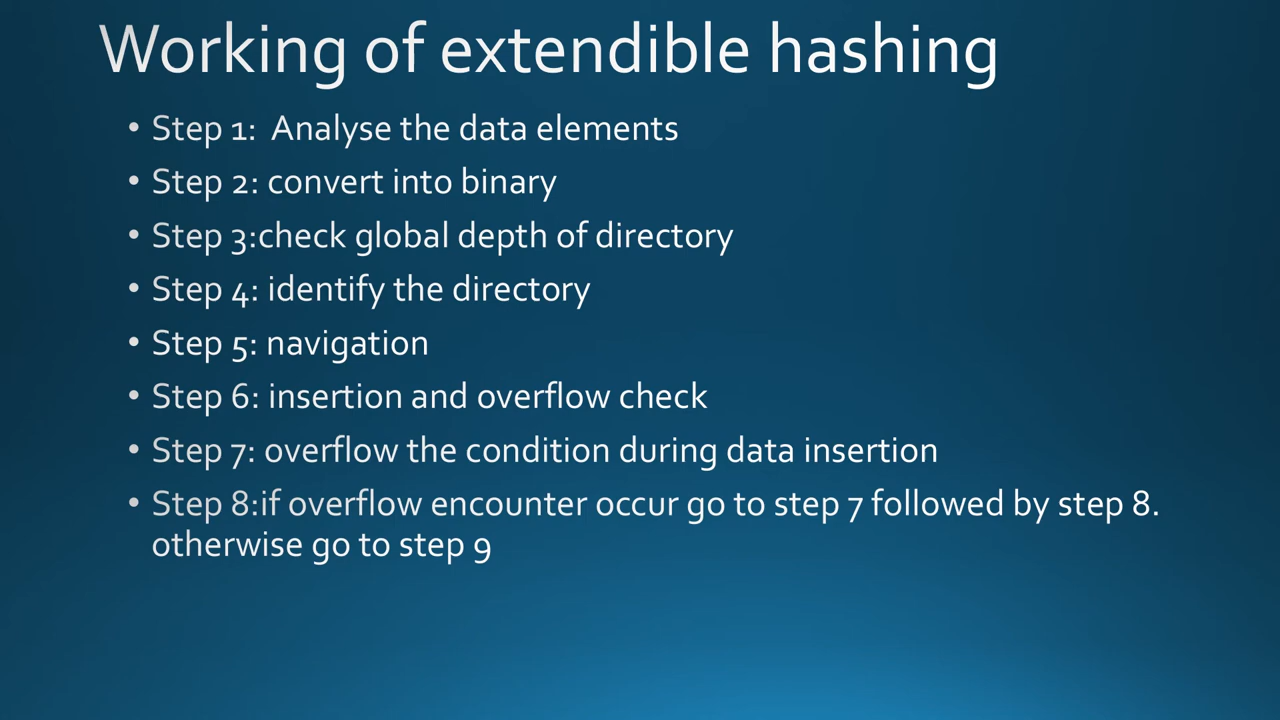 Working of extendible hashing
• Step 1: Analyse the data elements
• Step 2: convert into binary
• Step 3:check global depth of directory
• Step 4: identify the directory
• Step 5: navigation
• Step 6: insertion and overflow check
• Step 7: overflow the condition during data insertion
• Step 8:if overflow encounter occur go to step 7 followed by step 8.
otherwise go to step 9